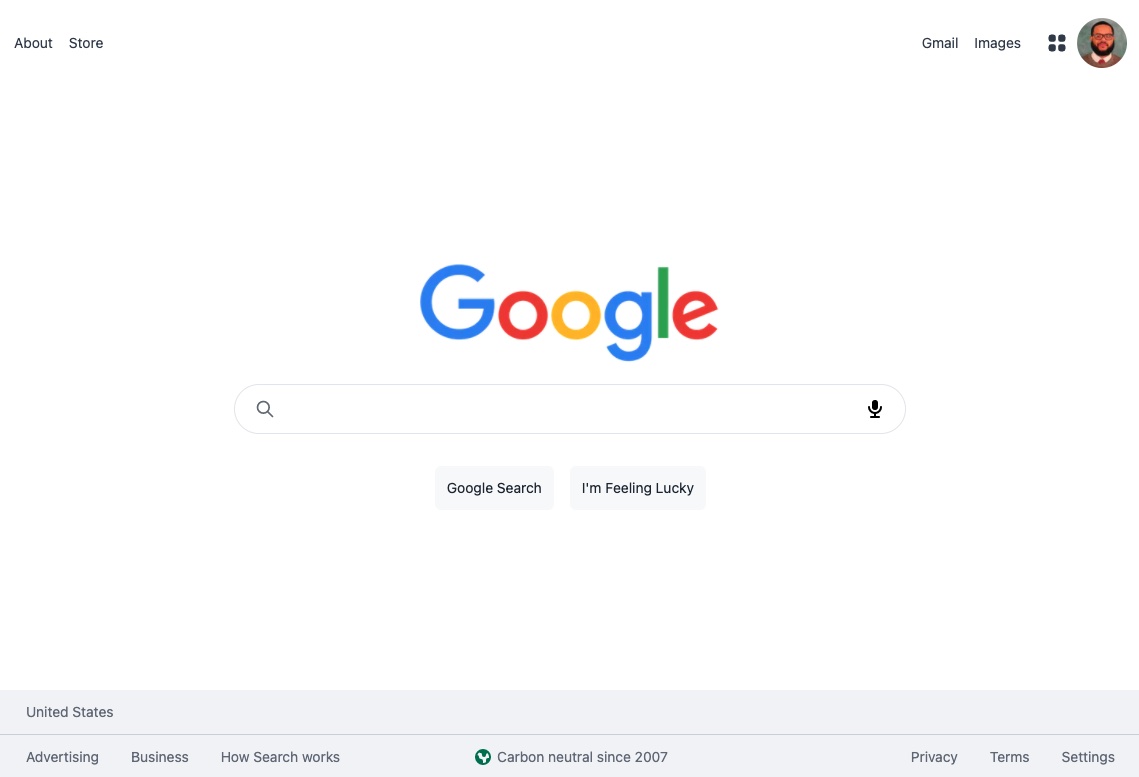 About Store Gmail Images
Google
Google Search I'm Feeling Lucky
United States
Advertising Business How Search works Carbon neutral since 2007 Privacy Terms Settings